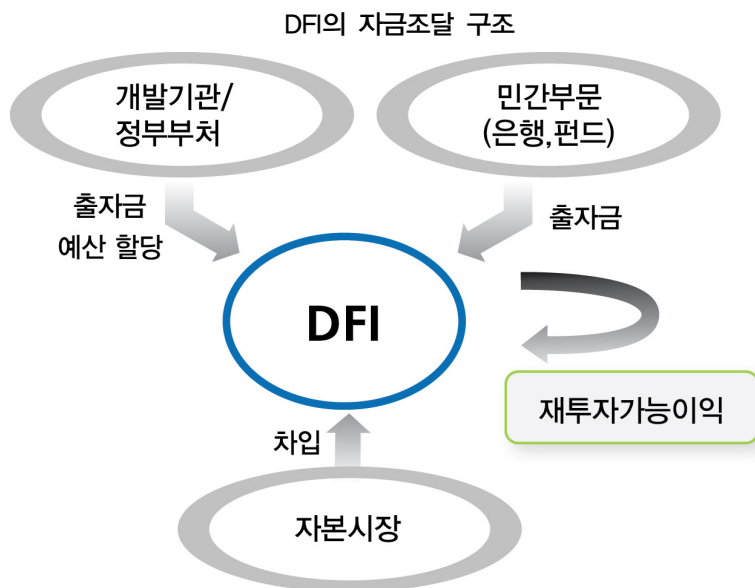 DFI의 자금조달 구조
개발기관/
정부부처
민간부문
(은행,펀드)
출자금
예산 할당
출자금
DFI
재투자가능이익
차입
자본시장